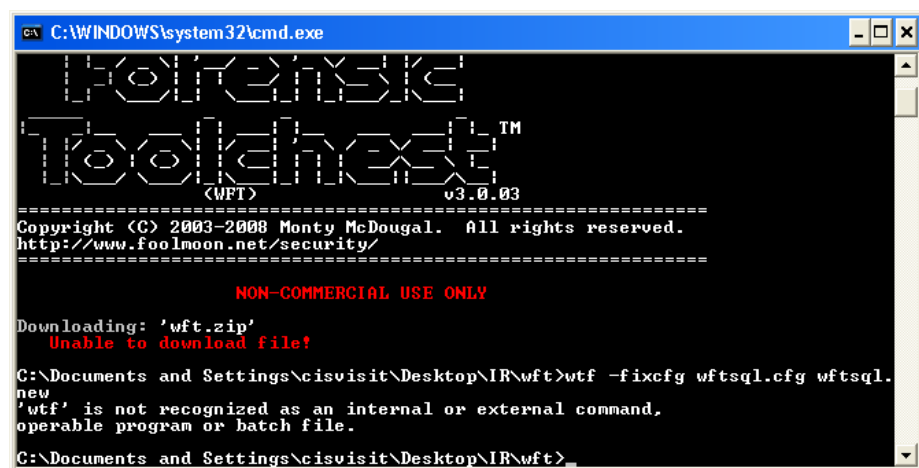 C:\WINDOWS\system32\cmd.exe
Forensic
Toolchest TM
(WFT) v3.0.03
==================================================================
Copyright (C) 2003-2008 Monty McDougal.  All rights reserved.
http://www.foolmoon.net/security/
==================================================================
NON-COMMERCIAL USE ONLY
Downloading: 'wft.zip'
Unable to download file!
C:\Documents and Settings\cisvisit\Desktop\IR\wft>wtf -fixcfg wftsql.cfg wftsql.
new
'wtf' is not recognized as an internal or external command,
operable program or batch file.
C:\Documents and Settings\cisvisit\Desktop\IR\wft>_